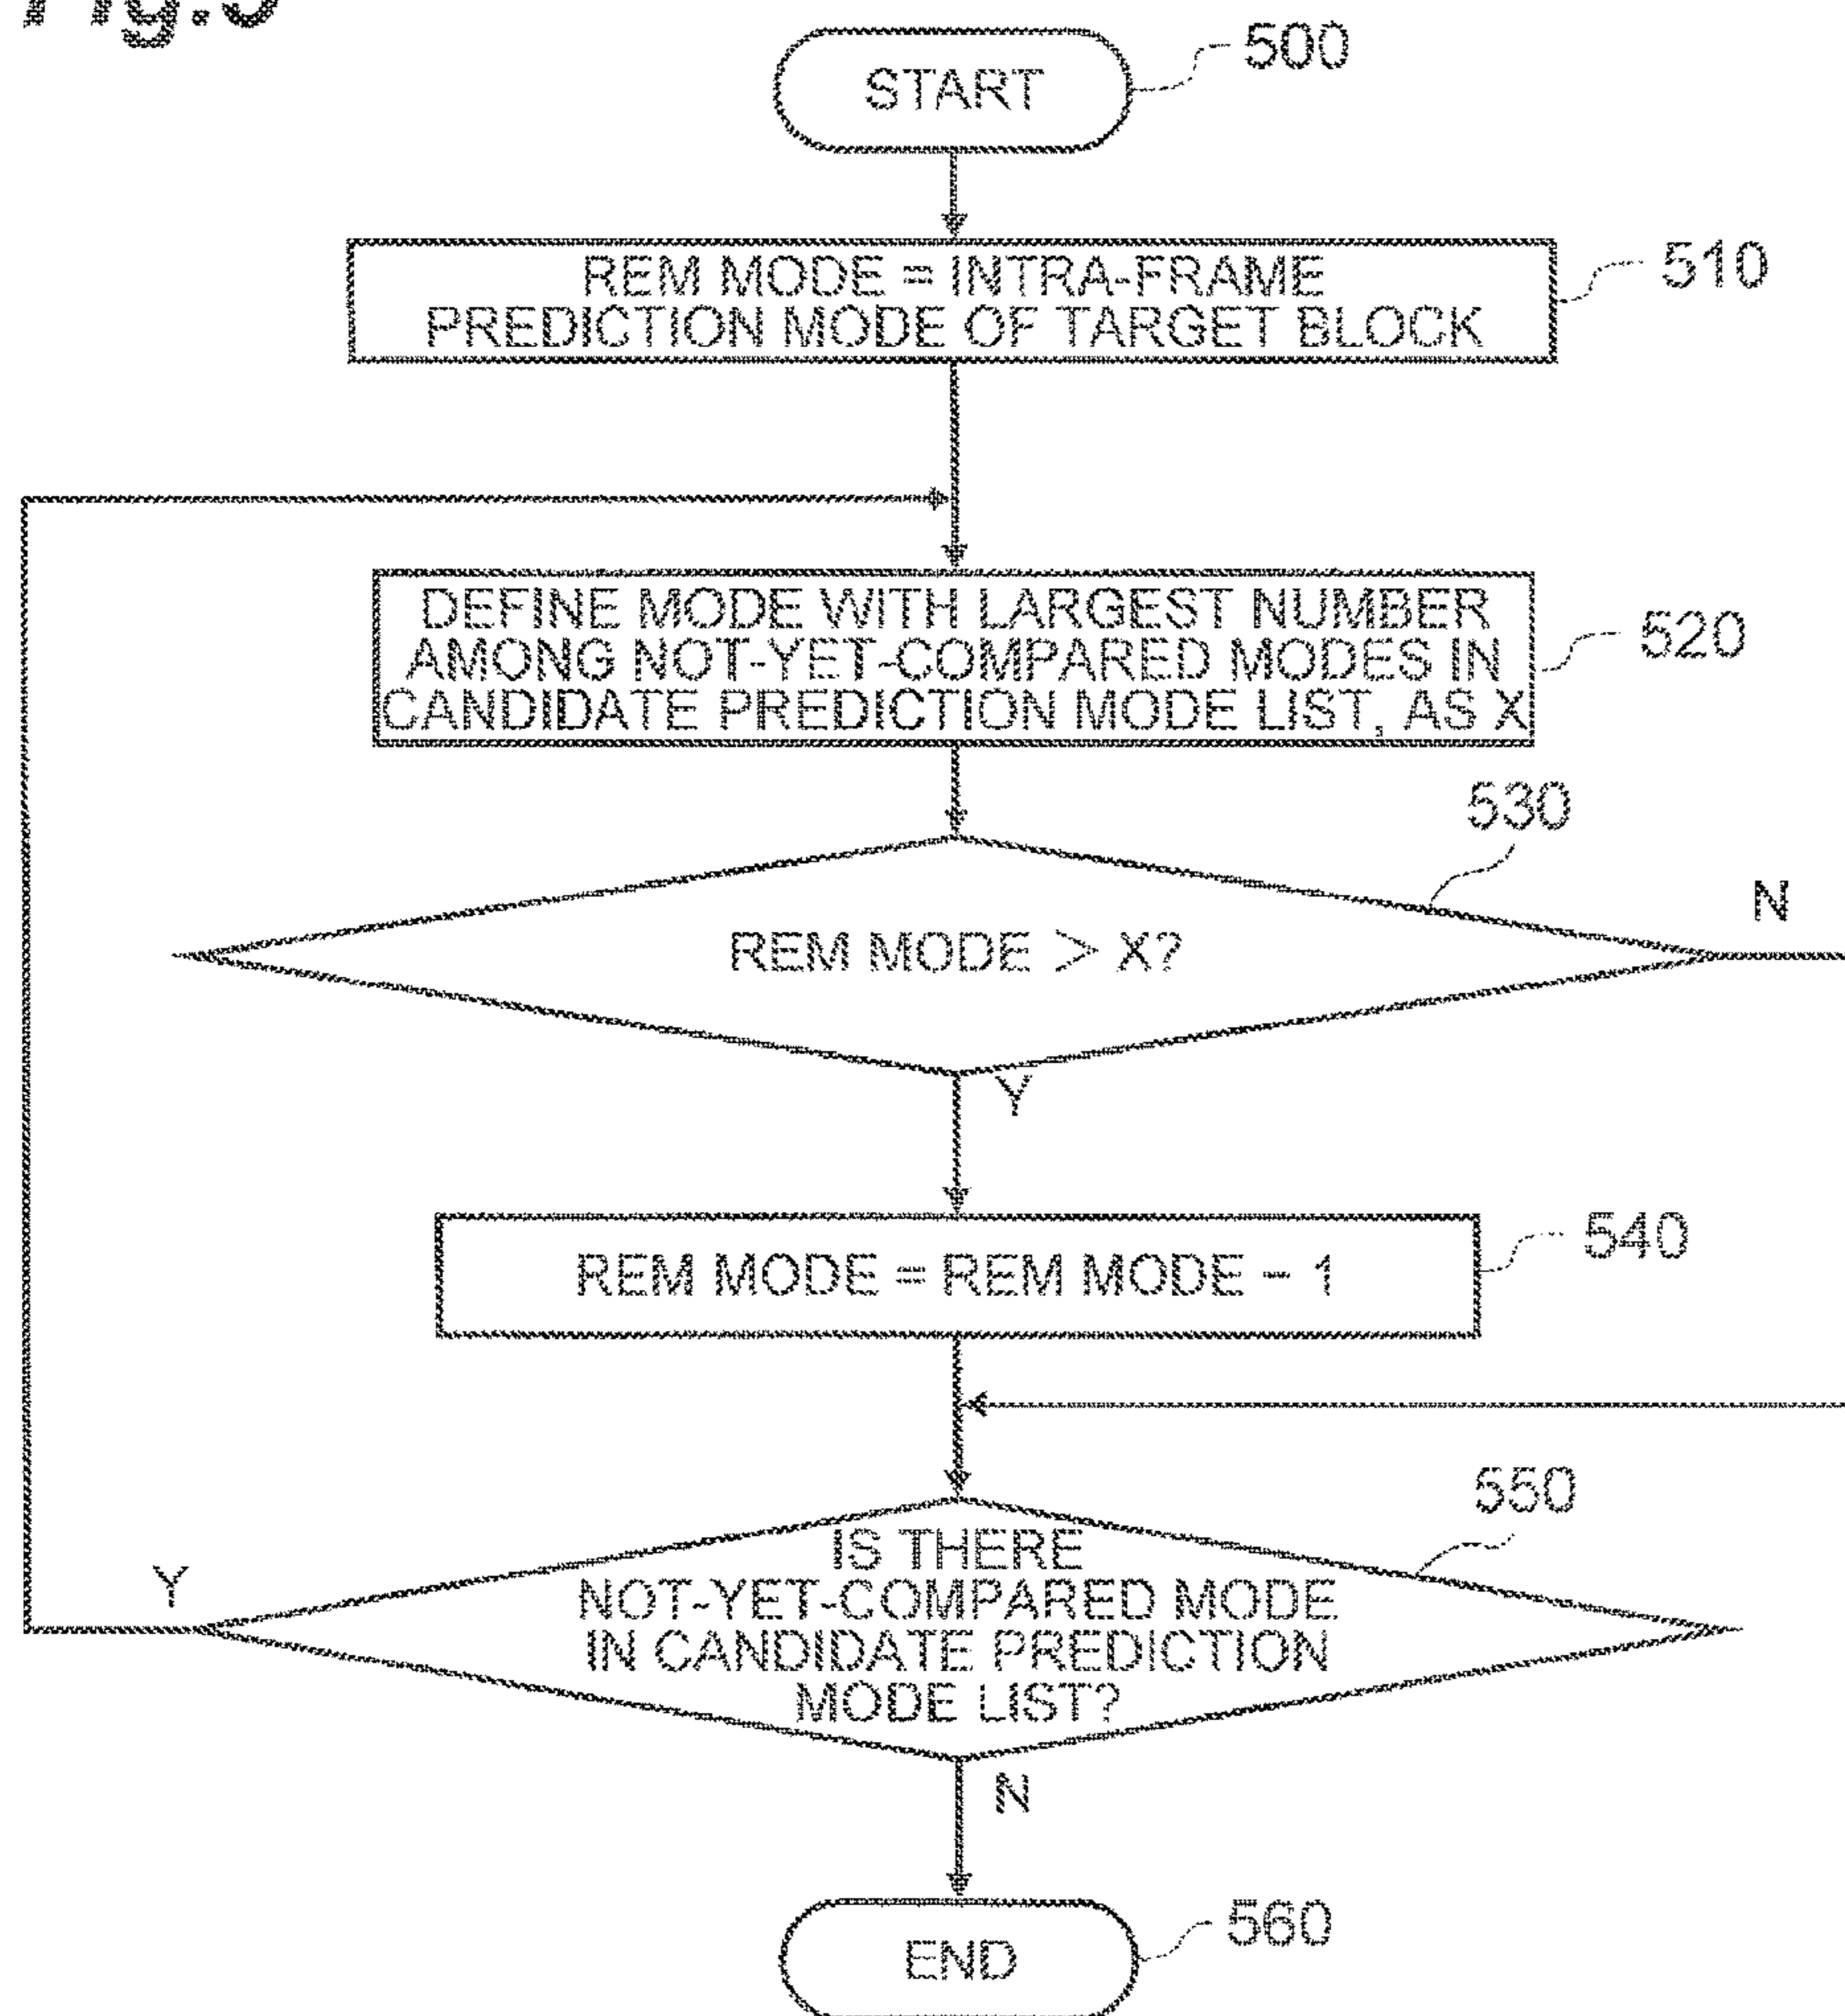 Fig.5
START
500
REM MODE = INTRA-FRAME
PREDICTION MODE OF TARGET BLOCK
510
DEFINE MODE WITH LARGEST NUMBER
AMONG NOT-YET-COMPARED MODES IN
CANDIDATE PREDICTION MODE LIST, AS X
520
530
REM MODE > X?
N
Y
REM MODE = REM MODE - 1
540
550
IS THERE
NOT-YET-COMPARED MODE
IN CANDIDATE PREDICTION
MODE LIST?
Y
N
END
560